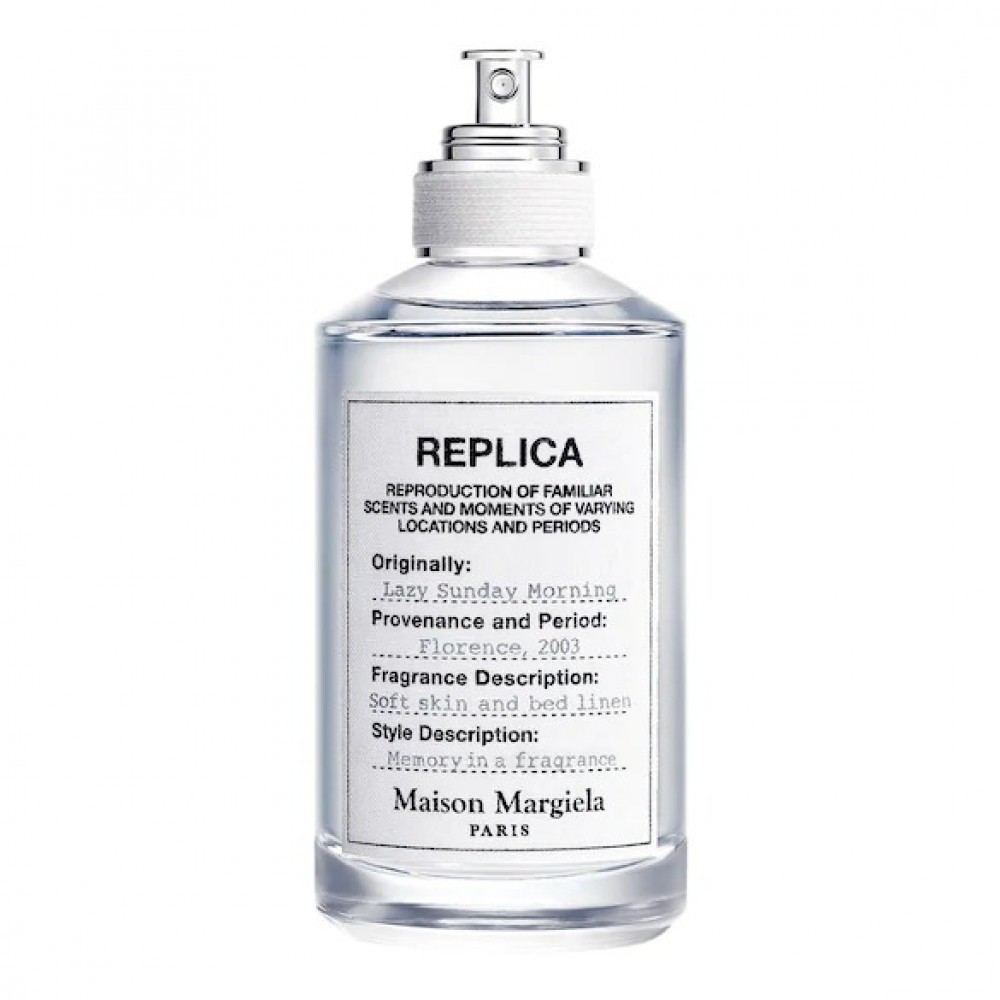 REPLICA
REPRODUCTION OF FAMILIAR
SCENTS AND MOMENTS OF VARYING
LOCATIONS AND PERIODS
Originally:
Lazy Sunday Morning
Provenance and Period:
Florence, 2003
Fragrance Description:
Soft skin and bed linen
Style Description:
Memory in a fragrance
Maison Margiela
PARIS